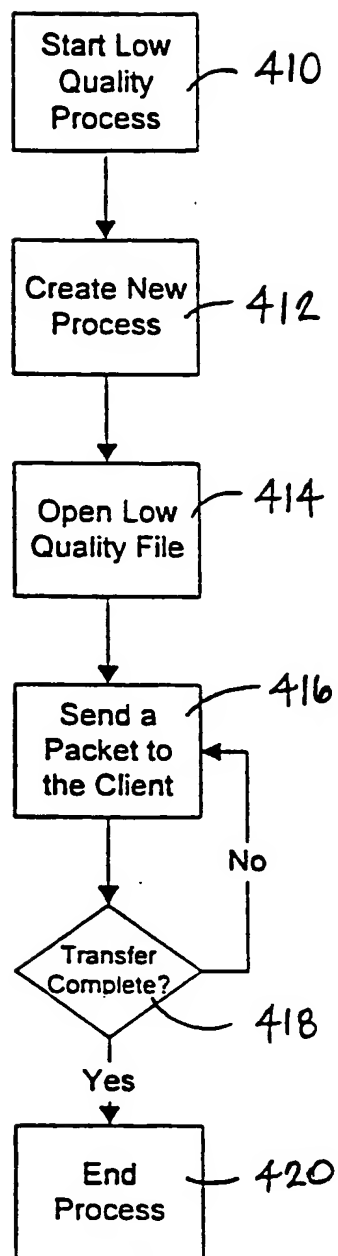 Start Low
Quality
Process
410
Create New
Process
412
Open Low
Quality File
414
Send a
Packet to
the Client
416
No
Transfer
Complete?
418
Yes
End
Process
420